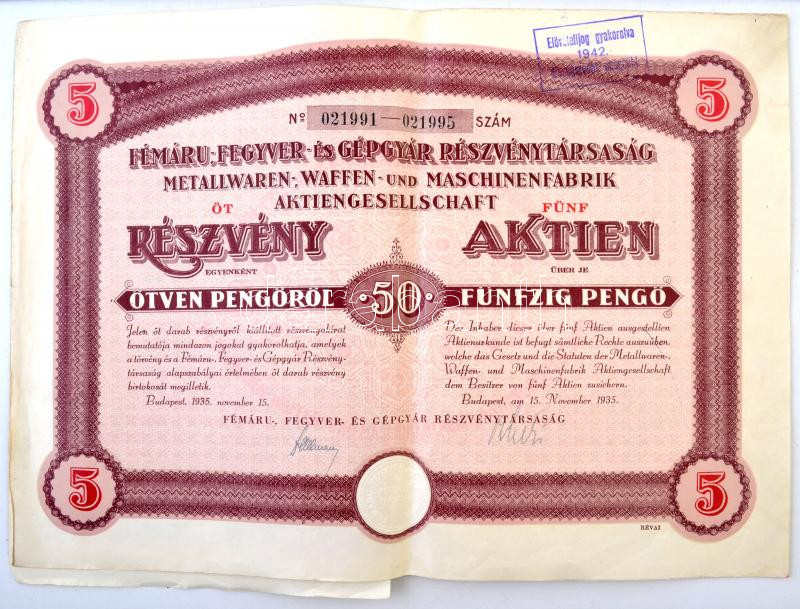 Elővételijog gyakorolva
1942.
5
5
Nº 021991—021995 SZÁM
FÉMÁRU-, FEGYVER- ÉS GÉPGYÁR RÉSZVÉNYTÁRSASÁG
METALLWAREN-, WAFFEN- UND MASCHINENFABRIK
AKTIENGESELLSCHAFT
ÖT
FÜNF
RÉSZVÉNY
AKTIEN
EGYENKÉNT
ÜBER JE
ÖTVEN PENGŐRŐL
50
FÜNFZIG PENGŐ
Jelen öt darab részvényről kiállított részvényokirat
bemutatója mindazon jogokat gyakorolhatja, amelyek
a törvény és a Fémáru-, Fegyver- és Gépgyár Részvény-
társaság alapszabályai értelmében öt darab részvény
birtokosát megilletik.
Budapest, 1935. november 15.
Der Inhaber dieser über fünf Aktien ausgestellten
Aktienurkunde ist befugt sämtliche Rechte auszuüben,
welche das Gesetz und die Statuten der Metallwaren-,
Waffen- und Maschinenfabrik Aktiengesellschaft
dem Besitzer von fünf Aktien zusichern.
Budapest, am 15. November 1935.
FÉMÁRU-, FEGYVER- ÉS GÉPGYÁR RÉSZVÉNYTÁRSASÁG
5
5
RÉVAI